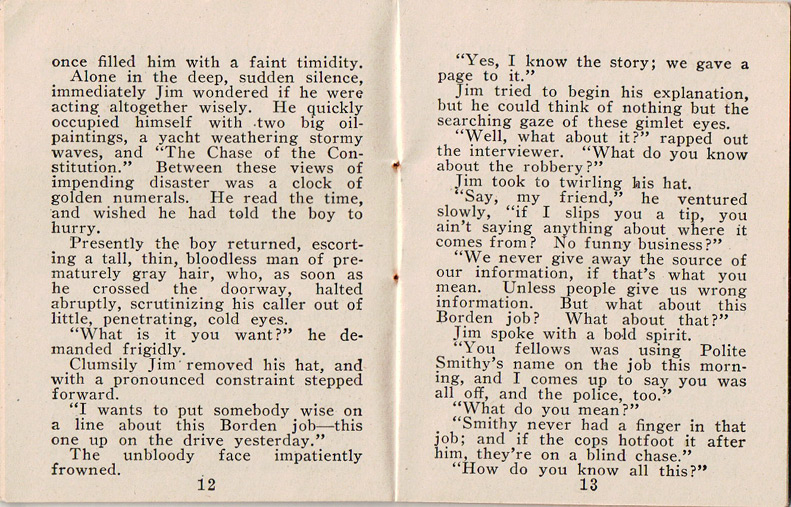 once filled him with a faint timidity.
Alone in the deep, sudden silence,
immediately Jim wondered if he were
acting altogether wisely. He quickly
occupied himself with two big oil-
paintings, a yacht weathering stormy
waves, and “The Chase of the Con-
stitution.” Between these views of
impending disaster was a clock of
golden numerals. He read the time,
and wished he had told the boy to
hurry.
Presently the boy returned, escort-
ing a tall, thin, bloodless man of pre-
maturely gray hair, who, as soon as
he crossed the doorway, halted
abruptly, scrutinizing his caller out of
little, penetrating, cold eyes.
“What is it you want?” he de-
manded frigidly.
Clumsily Jim removed his hat, and
with a pronounced constraint stepped
forward.
“I wants to put somebody wise on
a line about this Borden job—this
one up on the drive yesterday.”
The unbloody face impatiently
frowned.
12
“Yes, I know the story; we gave a
page to it.”
Jim tried to begin his explanation,
but he could think of nothing but the
searching gaze of these gimlet eyes.
“Well, what about it?” rapped out
the interviewer. “What do you know
about the robbery?”
Jim took to twirling his hat.
“Say, my friend,” he ventured
slowly, “if I slips you a tip, you
ain’t saying anything about where it
comes from? No funny business?”
“We never give away the source of
our information, if that’s what you
mean. Unless people give us wrong
information. But what about this
Borden job? What about that?”
Jim spoke with a bold spirit.
“You fellows was using Polite
Smithy’s name on the job this morn-
ing, and I comes up to say you was
all off, and the police, too.”
“What do you mean?”
“Smithy never had a finger in that
job; and if the cops hotfoot it after
him, they’re on a blind chase.”
“How do you know all this?”
13